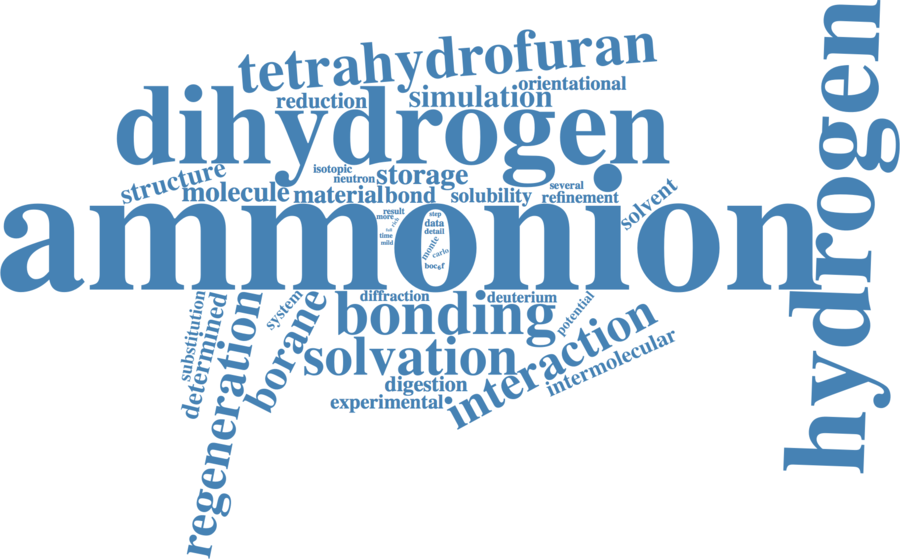 tetrahydrofuran
orientational
reduction
simulation
dihydrogen
hydrogen
structure
isotopic
neutron
storage
molecule
material
bond
solubility
several
refinement
solvent
ammonion
result
more
rich
time
mild
step
data
detail
monte
carlo
diffraction
deuterium
substitution
determined
regeneration
system
borane
bonding
potential
solvation
interaction
intermolecular
digestion
experimental